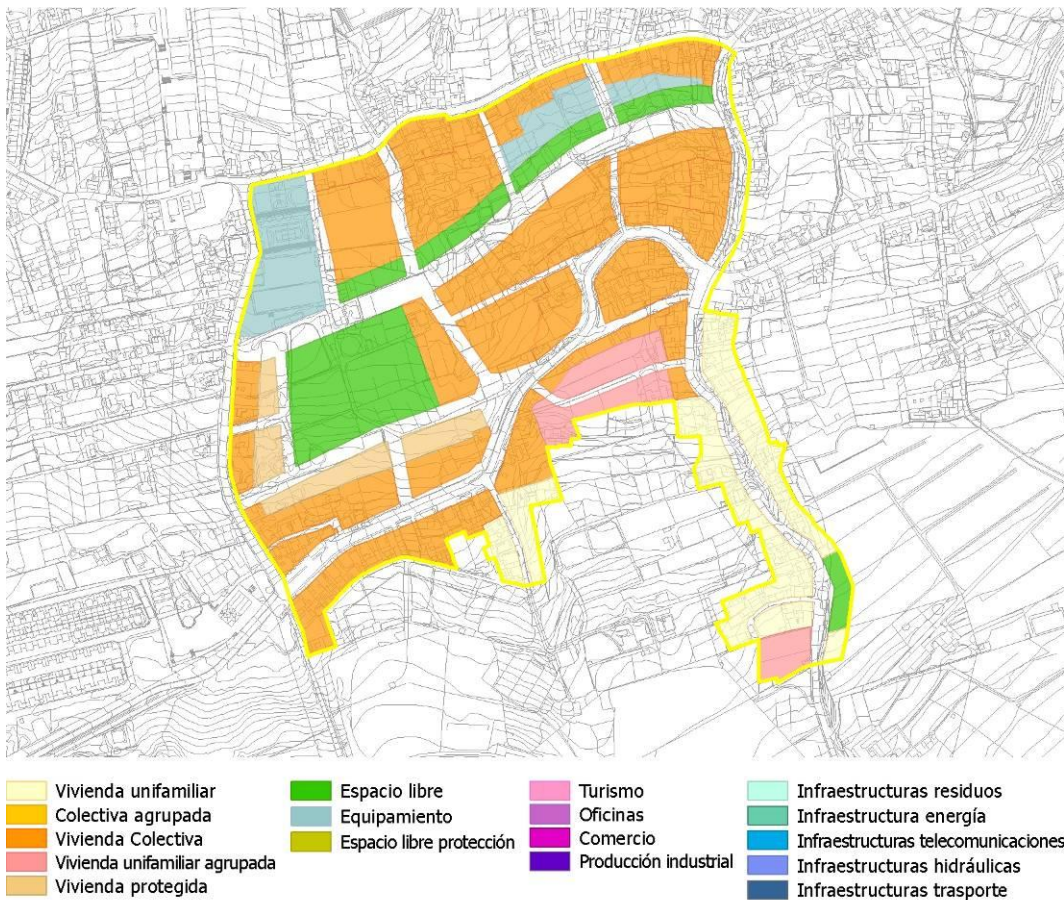 Vivienda unifamiliar
Colectiva agrupada
Vivienda Colectiva
Vivienda unifamiliar agrupada
Vivienda protegida
Espacio libre
Equipamiento
Espacio libre protección
Turismo
Oficinas
Comercio
Producción industrial
Infraestructuras residuos
Infraestructura energía
Infraestructuras telecomunicaciones
Infraestructuras hidráulicas
Infraestructuras trasporte